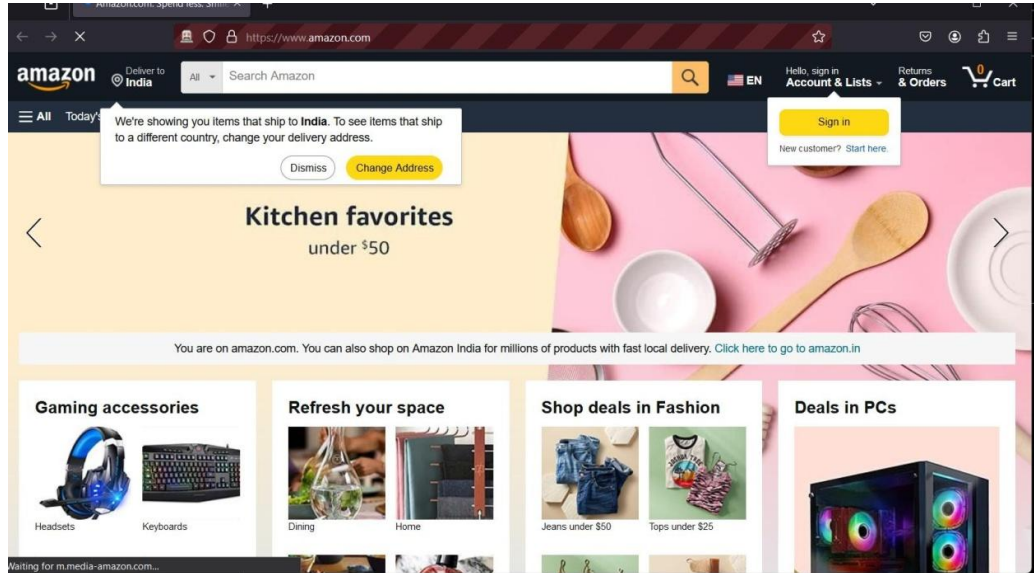 Amazon.com. Spend less. Smile
https://www.amazon.com
amazon
Deliver to
India
All
Search Amazon
EN
Hello, sign in
Account & Lists
Returns
& Orders
0
Cart
All
Today's
We're showing you items that ship to India. To see items that ship
to a different country, change your delivery address.
Dismiss
Change Address
Sign in
New customer? Start here.
Kitchen favorites
under $50
You are on amazon.com. You can also shop on Amazon India for millions of products with fast local delivery. Click here to go to amazon.in
Gaming accessories
Refresh your space
Shop deals in Fashion
Deals in PCs
Headsets
Keyboards
Dining
Home
Jeans under $50
Tops under $25
Waiting for m.media-amazon.com...